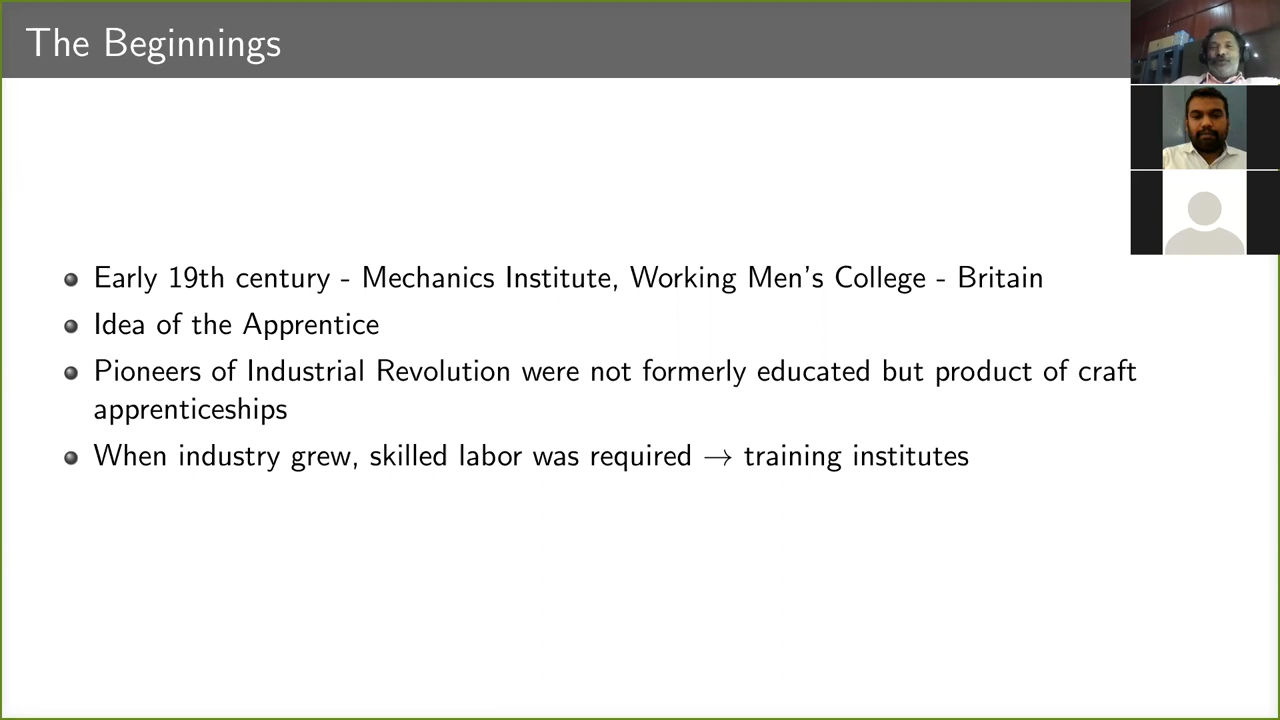 The Beginnings
Early 19th century - Mechanics Institute, Working Men's College - Britain
Idea of the Apprentice
Pioneers of Industrial Revolution were not formerly educated but product of craft
apprenticeships
When industry grew, skilled labor was required → training institutes